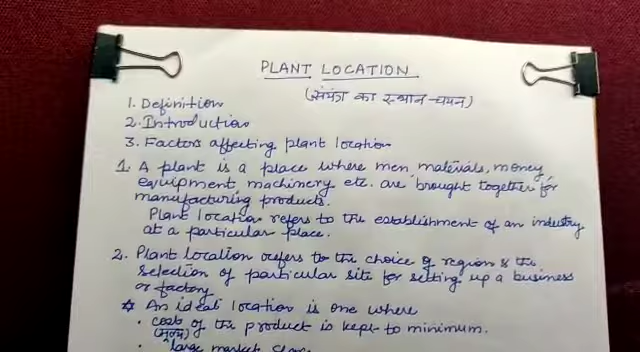 PLANT LOCATION
(संयंत्र का स्थान-चयन)
1. Definition
2. Introduction
3. Factors affecting plant location
1. A plant is a place where men, materials, money,
equipment, machinery etc. are brought together for
manufacturing products.
Plant location refers to the establishment of an industry
at a particular place.
2. Plant location refers to the choice of region & the
selection of particular site for setting up a business
or factory.
☆ An ideal location is one where
• cost of the product is kept to minimum.
(मूल्य)
• large market